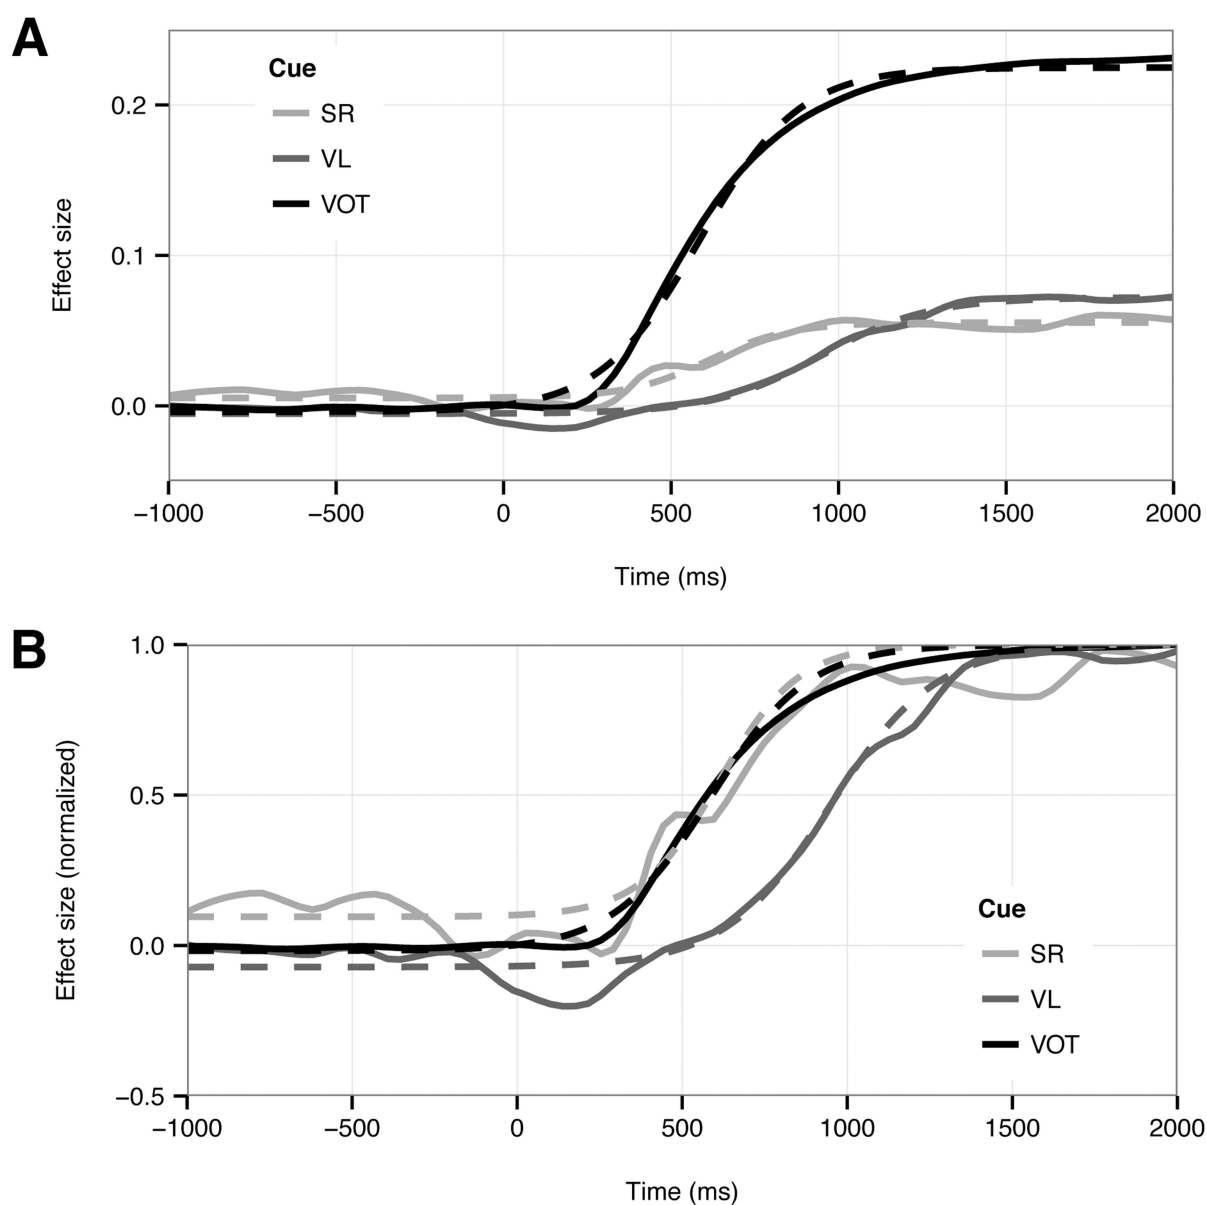 A
Cue
SR
VL
VOT
Effect size
0.2
0.1
0.0
−1000 −500 0 500 1000 1500 2000
Time (ms)
B
Effect size (normalized)
1.0
0.5
0.0
−0.5
Cue
SR
VL
VOT
−1000 −500 0 500 1000 1500 2000
Time (ms)